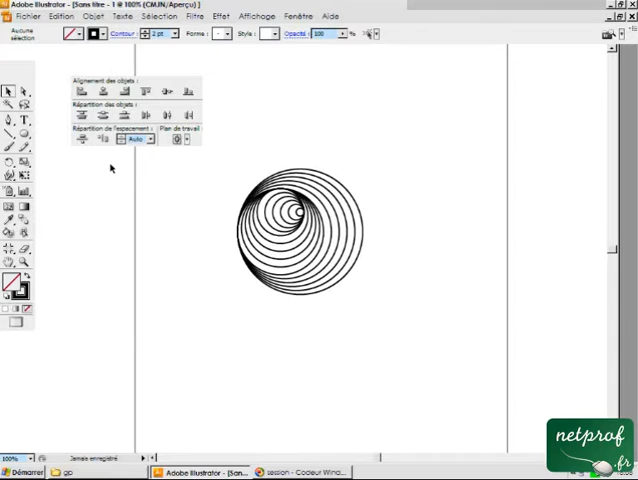 Adobe Illustrator - [Sans titre - 1 @ 100% (CMJN/Aperçu) ]
Fichier Edition Objet Texte Sélection Filtre Effet Affichage Fenêtre Aide
Aucune sélection Contour : 2 pt Forme : Style : Opacité : 100 %
Alignement des objets :
Répartition des objets :
Répartition de l'espacement : Plan de travail :
Auto
100% Jamais enregistré
Démarrer gp Adobe Illustrator - [San... session - Codeur Win...
netprof
.fr